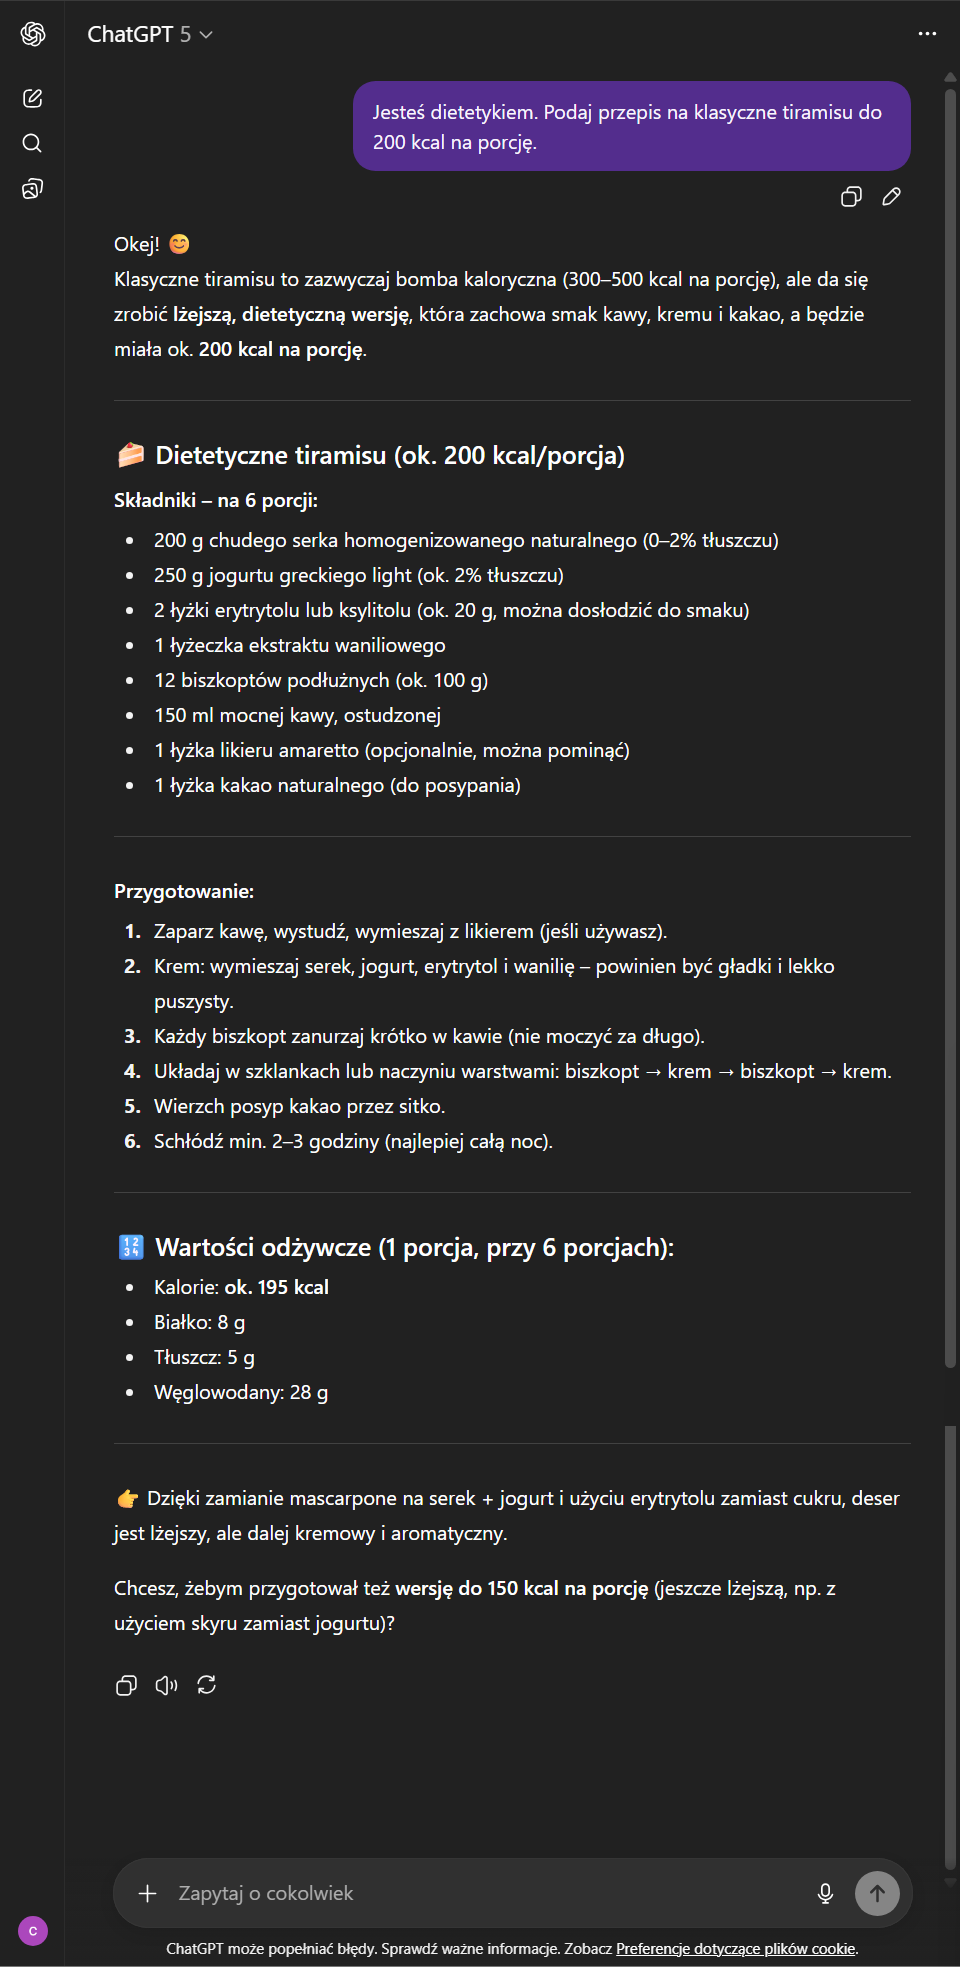 ChatGPT 5
Jesteś dietetykiem. Podaj przepis na klasyczne tiramisu do
200 kcal na porcję.
Okej! 😊
Klasyczne tiramisu to zazwyczaj bomba kaloryczna (300–500 kcal na porcję), ale da się
zrobić lżejszą, dietetyczną wersję, która zachowa smak kawy, kremu i kakao, a będzie
miała ok. 200 kcal na porcję.
🍰 Dietetyczne tiramisu (ok. 200 kcal/porcja)
Składniki – na 6 porcji:
• 200 g chudego serka homogenizowanego naturalnego (0–2% tłuszczu)
• 250 g jogurtu greckiego light (ok. 2% tłuszczu)
• 2 łyżki erytrytolu lub ksylitolu (ok. 20 g, można dosłodzić do smaku)
• 1 łyżeczka ekstraktu waniliowego
• 12 biszkoptów podłużnych (ok. 100 g)
• 150 ml mocnej kawy, ostudzonej
• 1 łyżka likieru amaretto (opcjonalnie, można pominąć)
• 1 łyżka kakao naturalnego (do posypania)
Przygotowanie:
1. Zaparz kawę, wystudź, wymieszaj z likierem (jeśli używasz).
2. Krem: wymieszaj serek, jogurt, erytrytol i wanilię – powinien być gładki i lekko
puszysty.
3. Każdy biszkopt zanurzaj krótko w kawie (nie moczyć za długo).
4. Układaj w szklankach lub naczyniu warstwami: biszkopt → krem → biszkopt → krem.
5. Wierzch posyp kakao przez sitko.
6. Schłódź min. 2–3 godziny (najlepiej całą noc).
🔢 Wartości odżywcze (1 porcja, przy 6 porcjach):
• Kalorie: ok. 195 kcal
• Białko: 8 g
• Tłuszcz: 5 g
• Węglowodany: 28 g
👉 Dzięki zamianie mascarpone na serek + jogurt i użyciu erytrytolu zamiast cukru, deser
jest lżejszy, ale dalej kremowy i aromatyczny.
Chcesz, żebym przygotował też wersję do 150 kcal na porcję (jeszcze lżejszą, np. z
użyciem skyru zamiast jogurtu)?
Zapytaj o cokolwiek
C
ChatGPT może popełniać błędy. Sprawdź ważne informacje. Zobacz Preferencje dotyczące plików cookie.